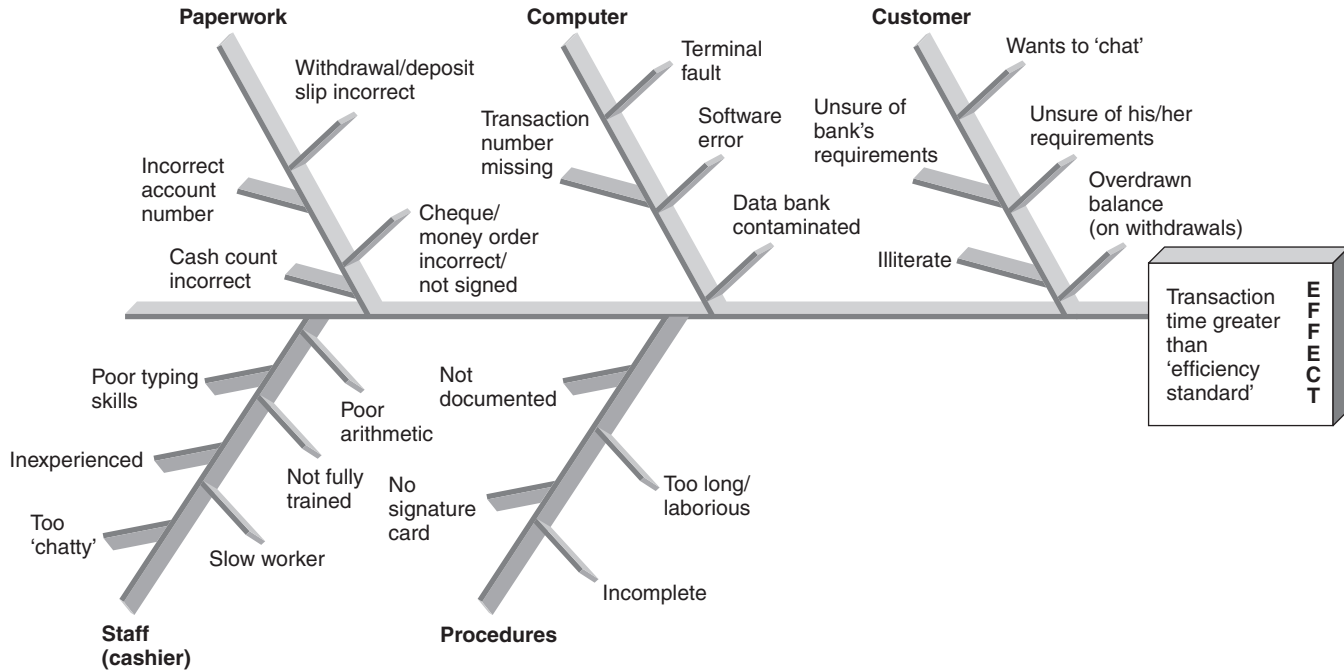 Paperwork
Computer
Customer
Withdrawal/deposit
slip incorrect
Incorrect
account
number
Cash count
incorrect
Cheque/
money order
incorrect/
not signed
Terminal
fault
Transaction
number
missing
Software
error
Data bank
contaminated
Wants to ‘chat’
Unsure of
bank’s
requirements
Unsure of his/her
requirements
Overdrawn
balance
(on withdrawals)
Illiterate
Transaction
time greater
than
‘efficiency
standard’
EFFECT
Poor typing
skills
Poor
arithmetic
Inexperienced
Not fully
trained
Too
‘chatty’
Slow worker
Staff
(cashier)
Not
documented
Too long/
laborious
No
signature
card
Incomplete
Procedures